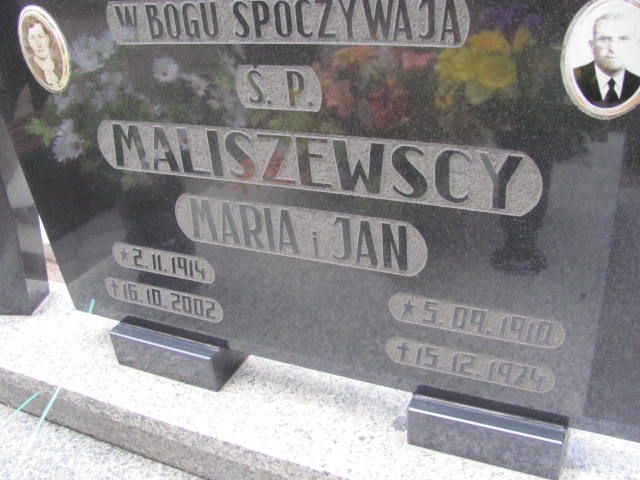 W BOGU SPOCZYWAJĄ
Ś. P.
MALISZEWSCY
MARIA i JAN
*2.11.1914
✝16.10.2002
*5.09.1910
✝15.12.1974